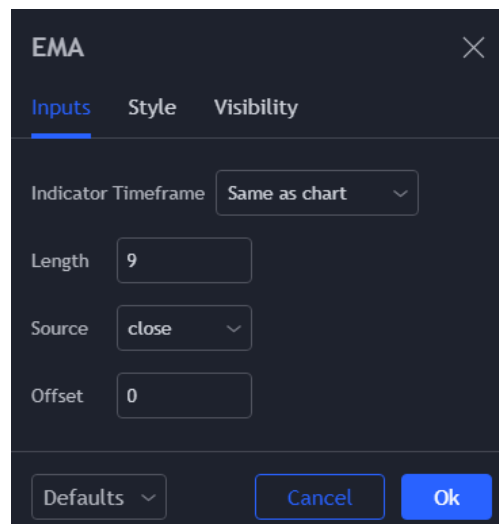 EMA
Inputs Style Visibility
Indicator Timeframe Same as chart
Length 9
Source close
Offset 0
Defaults Cancel Ok